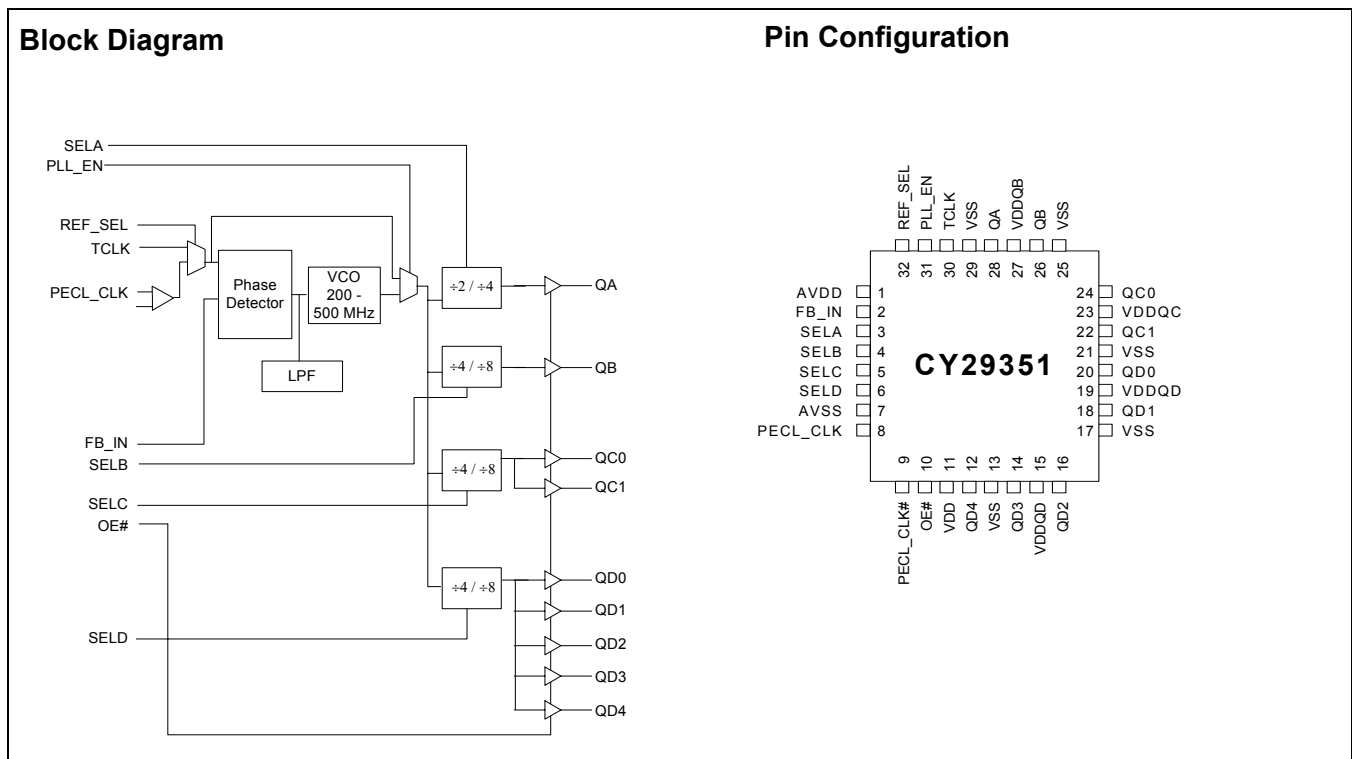 Block Diagram
Pin Configuration
SELA
PLL_EN
REF_SEL
TCLK
PECL_CLK
Phase
Detector
VCO
200 -
500 MHz
LPF
÷2 / ÷4
QA
÷4 / ÷8
QB
FB_IN
SELB
÷4 / ÷8
QC0
QC1
SELC
OE#
÷4 / ÷8
QD0
QD1
QD2
QD3
QD4
SELD
REF_SEL
PLL_EN
TCLK
VSS
QA
VDDQB
QB
VSS
32
31
30
29
28
27
26
25
AVDD 1
FB_IN 2
SELA 3
SELB 4
SELC 5
SELD 6
AVSS 7
PECL_CLK 8
CY29351
24 QC0
23 VDDQC
22 QC1
21 VSS
20 QD0
19 VDDQD
18 QD1
17 VSS
9
10
11
12
13
14
15
16
PECL_CLK#
OE#
VDD
QD4
VSS
QD3
VDDQD
QD2